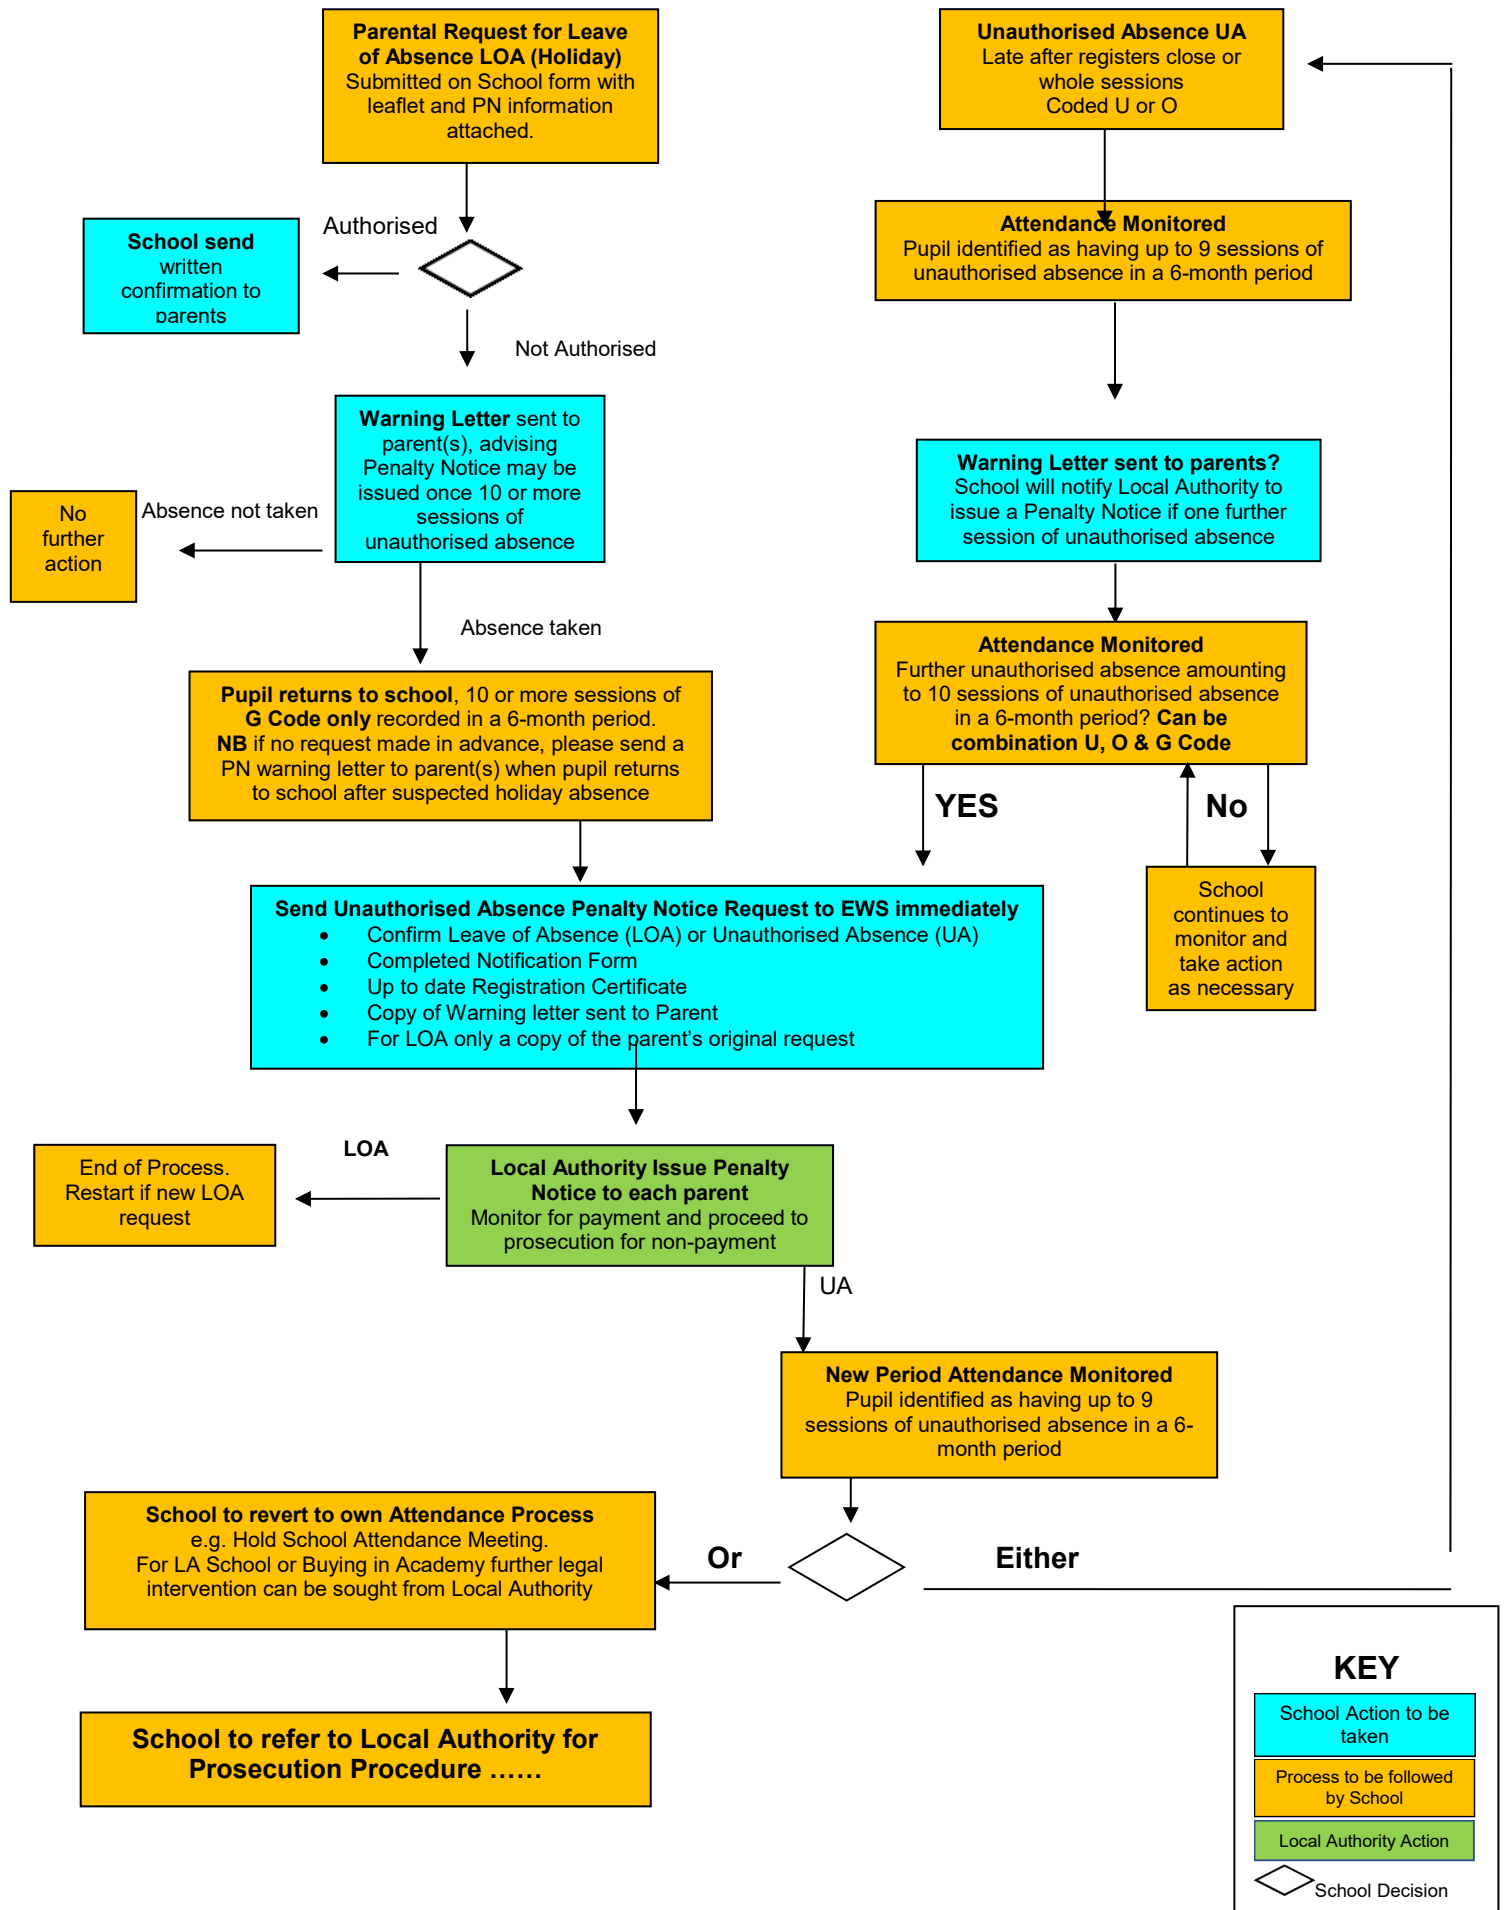 Parental Request for Leave
of Absence LOA (Holiday)
Submitted on School form with
leaflet and PN information
attached.
Unauthorised Absence UA
Late after registers close or
whole sessions
Coded U or O
Authorised
School send
written
confirmation to
parents
Attendance Monitored
Pupil identified as having up to 9 sessions of
unauthorised absence in a 6-month period
Not Authorised
Warning Letter sent to
parent(s), advising
Penalty Notice may be
issued once 10 or more
sessions of
unauthorised absence
Warning Letter sent to parents?
School will notify Local Authority to
issue a Penalty Notice if one further
session of unauthorised absence
No
further
action
Absence not taken
Absence taken
Attendance Monitored
Further unauthorised absence amounting
to 10 sessions of unauthorised absence
in a 6-month period? Can be
combination U, O & G Code
Pupil returns to school, 10 or more sessions of
G Code only recorded in a 6-month period.
NB if no request made in advance, please send a
PN warning letter to parent(s) when pupil returns
to school after suspected holiday absence
YES
No
School
continues to
monitor and
take action
as necessary
Send Unauthorised Absence Penalty Notice Request to EWS immediately
• Confirm Leave of Absence (LOA) or Unauthorised Absence (UA)
• Completed Notification Form
• Up to date Registration Certificate
• Copy of Warning letter sent to Parent
• For LOA only a copy of the parent’s original request
LOA
End of Process.
Restart if new LOA
request
Local Authority Issue Penalty
Notice to each parent
Monitor for payment and proceed to
prosecution for non-payment
UA
New Period Attendance Monitored
Pupil identified as having up to 9
sessions of unauthorised absence in a 6-
month period
School to revert to own Attendance Process
e.g. Hold School Attendance Meeting.
For LA School or Buying in Academy further legal
intervention can be sought from Local Authority
Or
Either
School to refer to Local Authority for
Prosecution Procedure ……
KEY
School Action to be
taken
Process to be followed
by School
Local Authority Action
School Decision